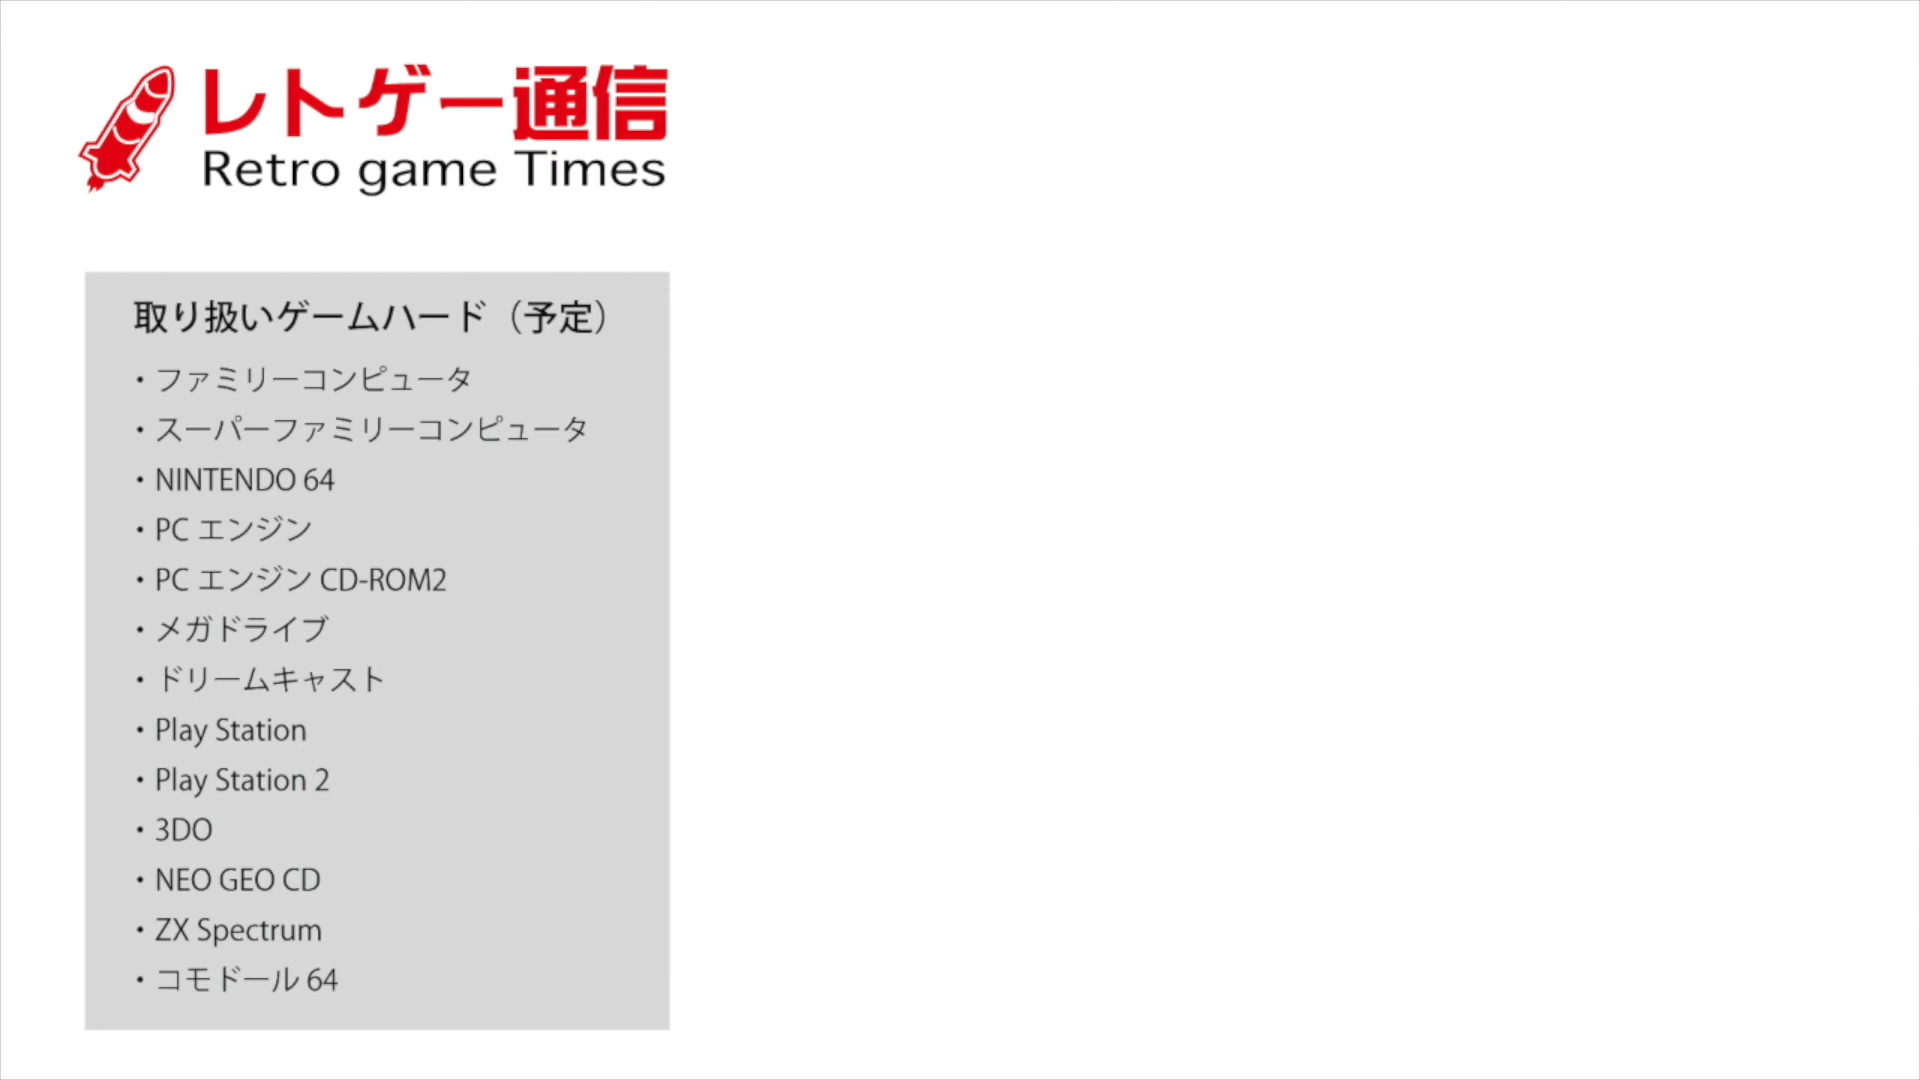 レトゲー通信
Retro game Times
取り扱いゲームハード（予定）
・ファミリーコンピュータ
・スーパーファミリーコンピュータ
・NINTENDO 64
・PC エンジン
・PC エンジン CD-ROM2
・メガドライブ
・ドリームキャスト
・Play Station
・Play Station 2
・3DO
・NEO GEO CD
・ZX Spectrum
・コモドール 64